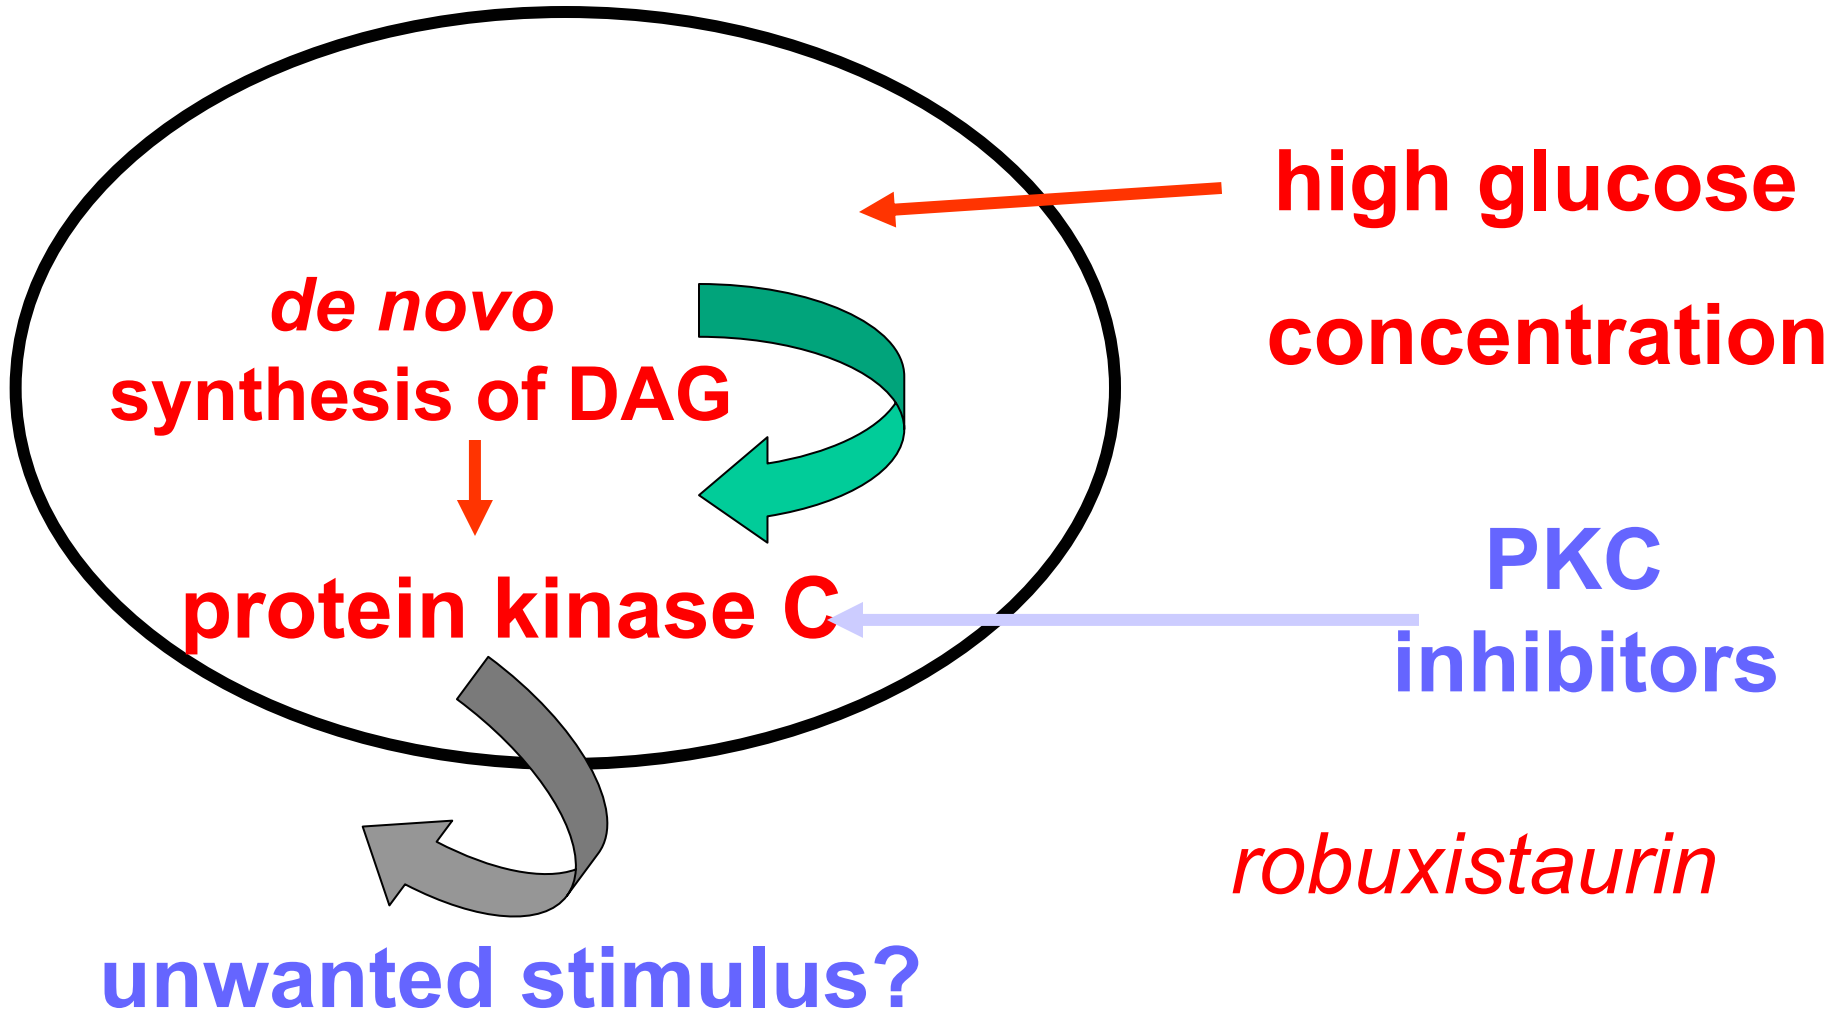 high glucose
concentration
de novo
synthesis of DAG
protein kinase C
PKC
inhibitors
robuxistaurin
unwanted stimulus?